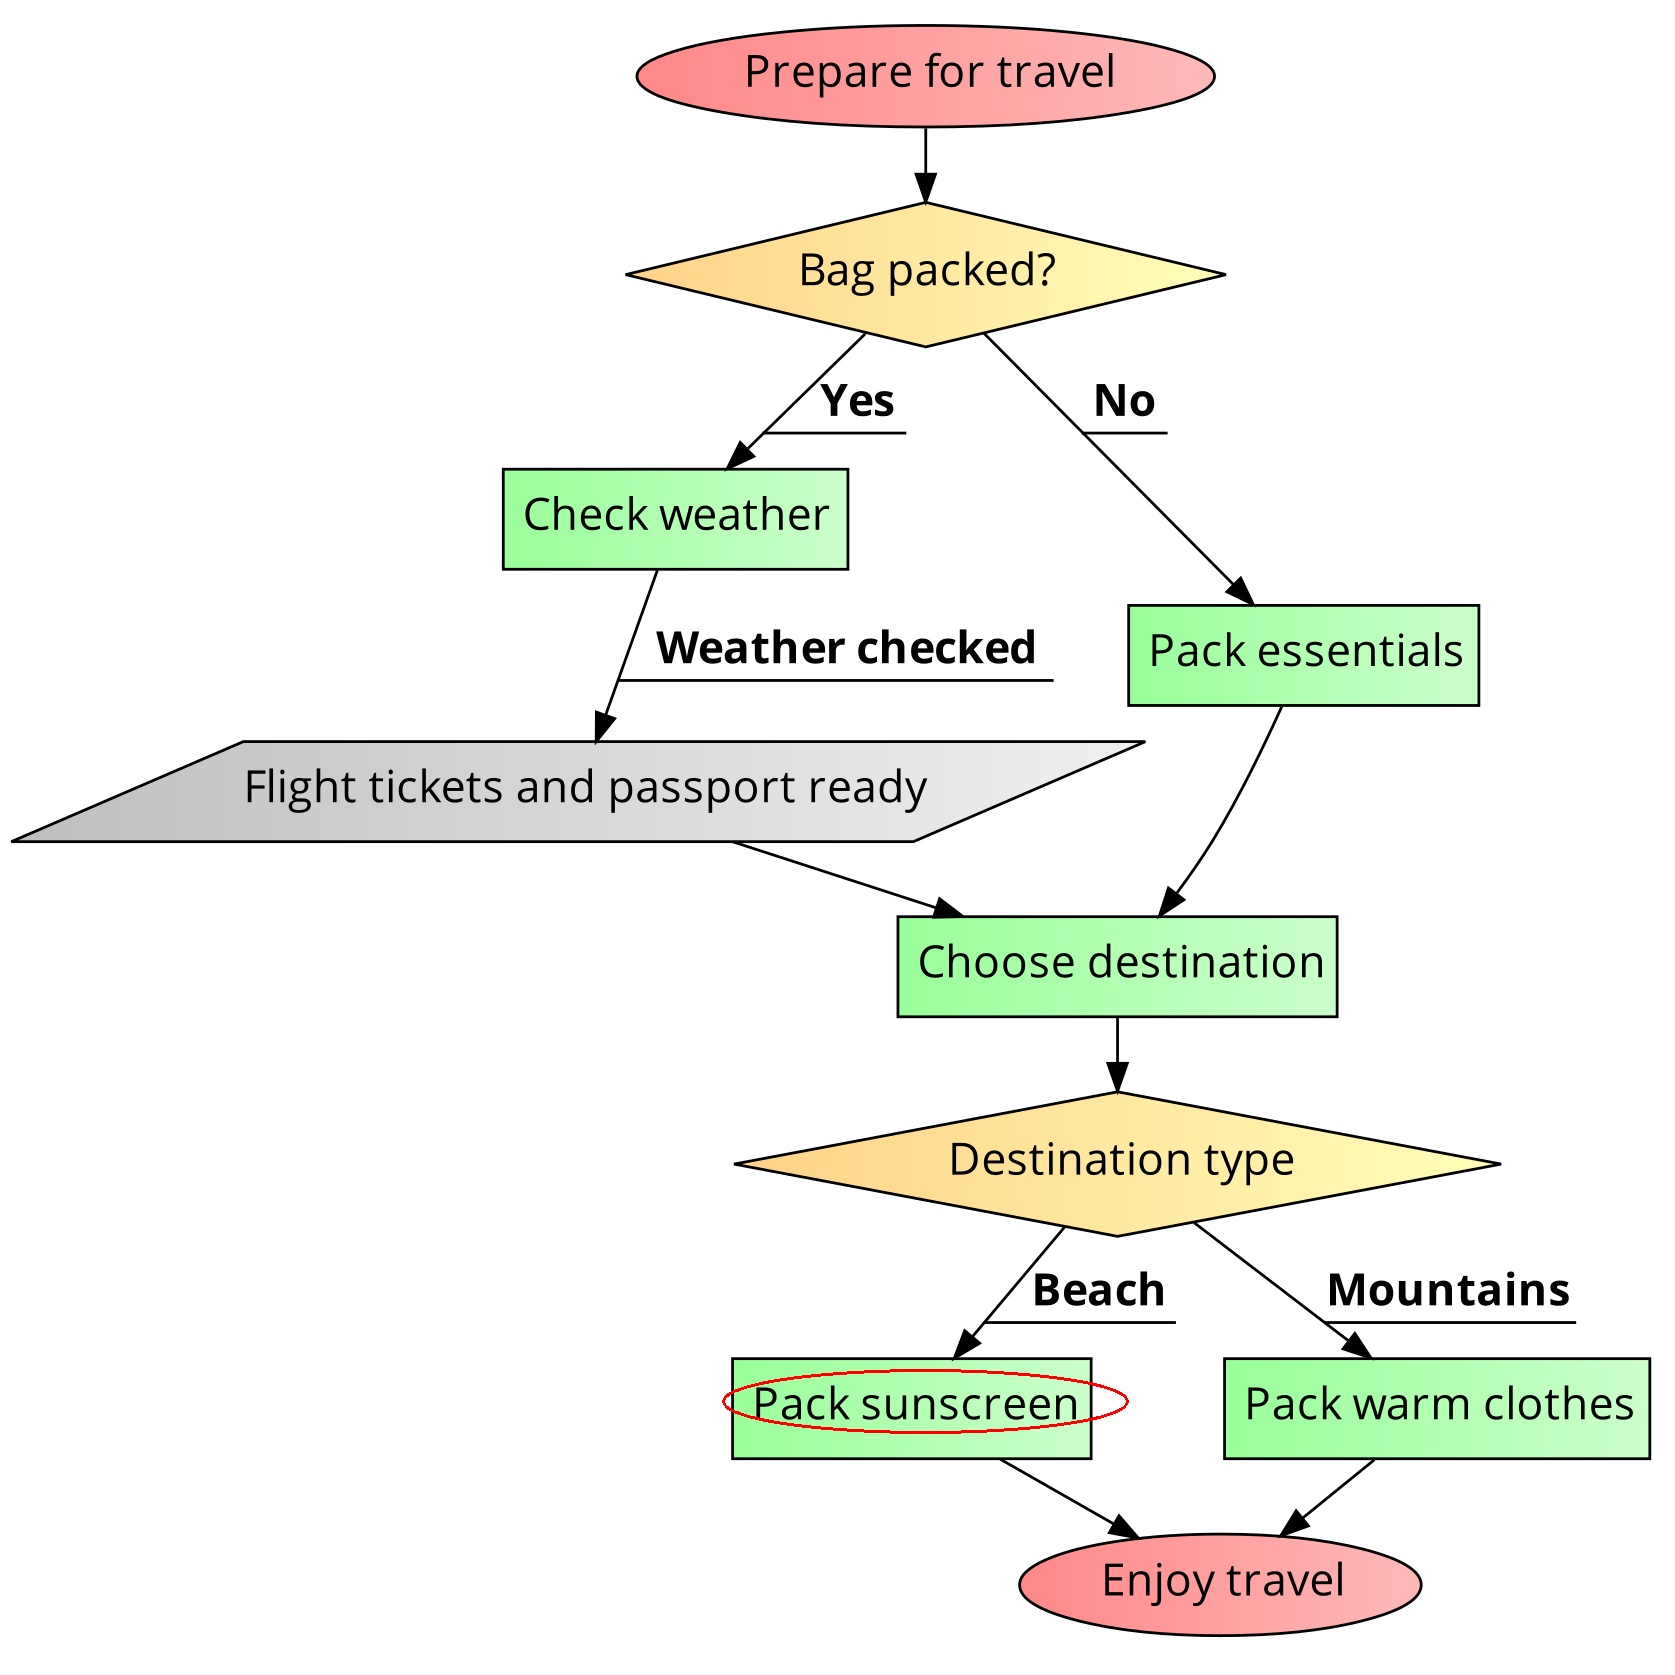 Prepare for travel
Bag packed?
Yes
No
Check weather
Weather checked
Pack essentials
Flight tickets and passport ready
Choose destination
Destination type
Beach
Mountains
Pack sunscreen
Pack warm clothes
Enjoy travel